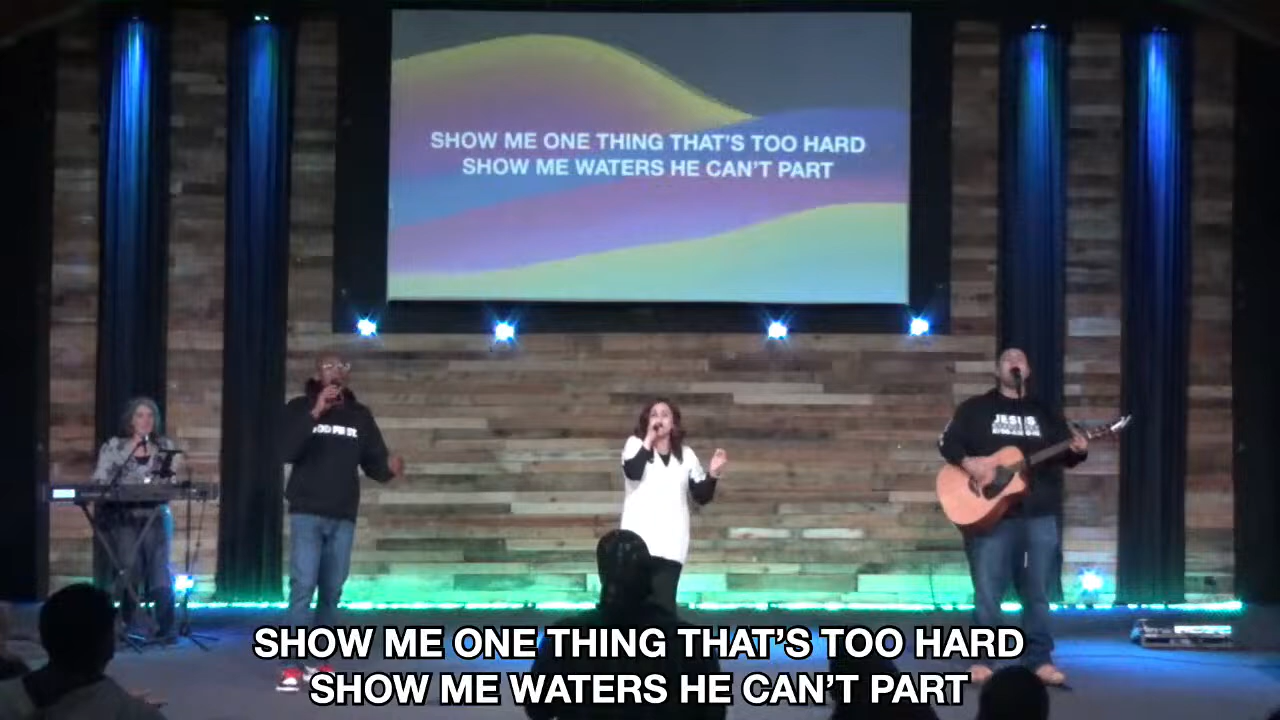 SHOW ME ONE THING THAT'S TOO HARD
SHOW ME WATERS HE CAN'T PART
JESUS
SHOW ME ONE THING THAT'S TOO HARD
SHOW ME WATERS HE CAN'T PART